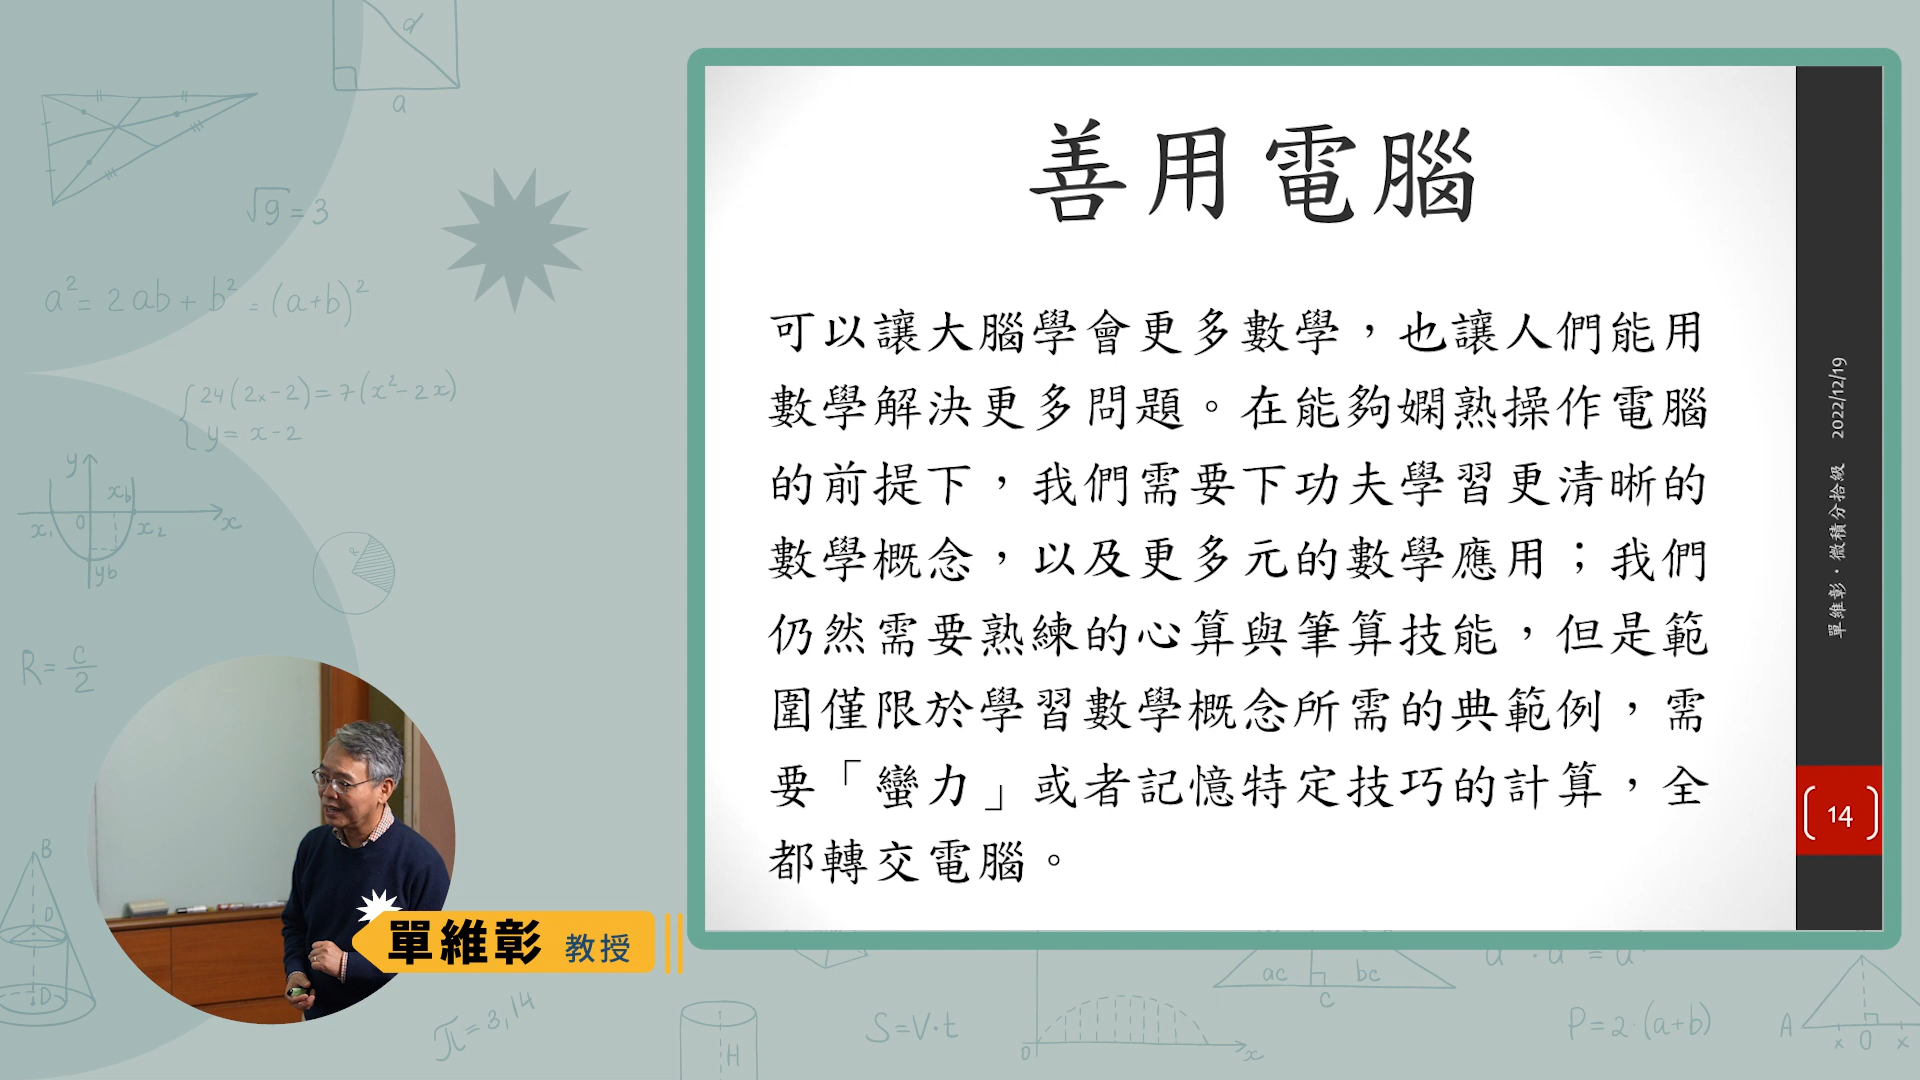 善用電腦
可以讓大腦學會更多數學，也讓人們能用
數學解決更多問題。在能夠嫻熟操作電腦
的前提下，我們需要下功夫學習更清晰的
數學概念，以及更多元的數學應用；我們
仍然需要熟練的心算與筆算技能，但是範
圍僅限於學習數學概念所需的典範例，需
要「蠻力」或者記憶特定技巧的計算，全
都轉交電腦。
單維彰・微積分拾級 2022/12/19
14
單維彰 教授
d
a
√9=3
a²=2ab+b²=(a+b)²
24(2x-2)=7(x²-2x)
y=x-2
y
xb
x₁
0
x₂
x
yb
R=c/2
B
D
D
π=3,14
H
S=V·t
0
x
ac
bc
c
P=2·(a+b)
A
x
O
x